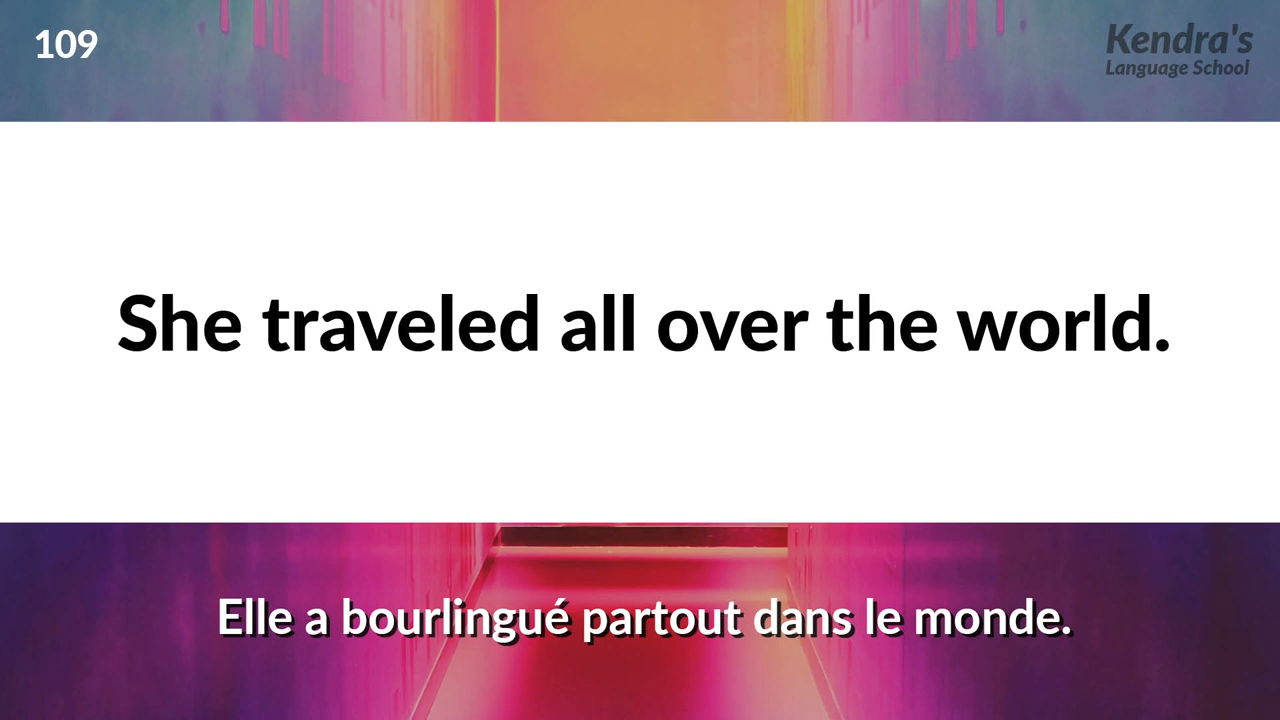 109
Kendra's
Language School
She traveled all over the world.
Elle a bourlingué partout dans le monde.